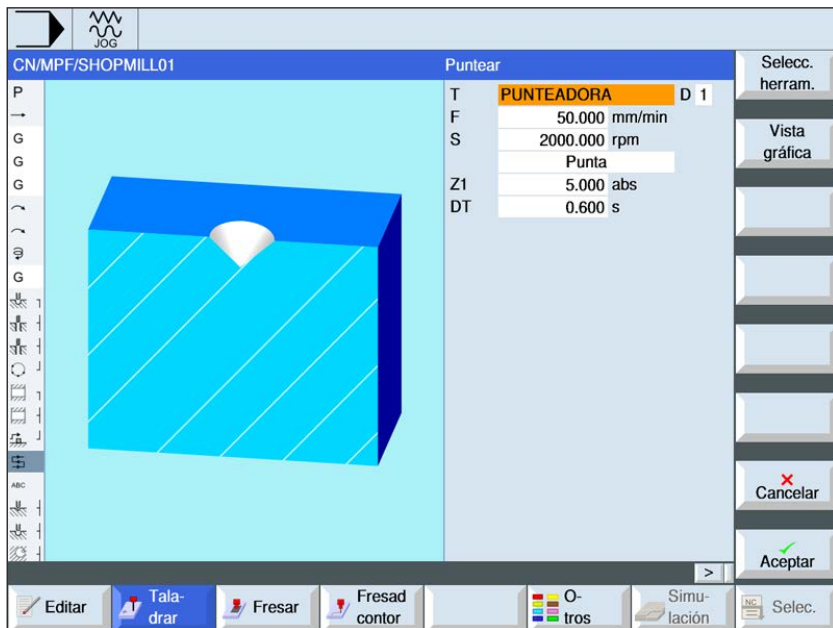 JOG
CN/MPF/SHOPMILL01
Puntear
P
G
G
G
G
ABC
T PUNTEADORA D 1
F 50.000 mm/min
S 2000.000 rpm
Punta
Z1 5.000 abs
DT 0.600 s
Selecc.
herram.
Vista
gráfica
Cancelar
Aceptar
>
Editar
Tala-
drar
Fresar
Fresad
contor
O-
tros
Simu-
lación
NC
Selec.